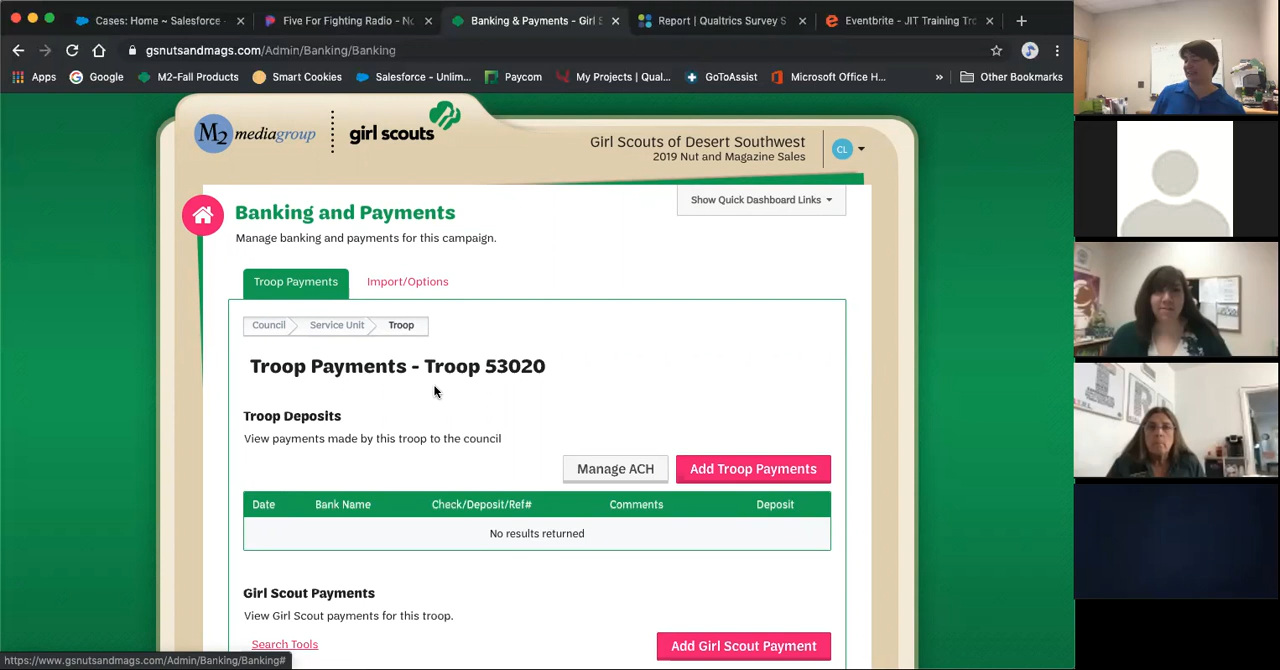 Cases: Home ~ Salesforce -
Five For Fighting Radio - No
Banking & Payments - Girl S
Report | Qualtrics Survey S
Eventbrite - JIT Training Tro
gsnutsandmags.com/Admin/Banking/Banking
Apps
Google
M2-Fall Products
Smart Cookies
Salesforce - Unlim...
Paycom
My Projects | Qual...
GoToAssist
Microsoft Office H...
»
Other Bookmarks
M2 mediagroup
girl scouts
Girl Scouts of Desert Southwest
2019 Nut and Magazine Sales
CL
Show Quick Dashboard Links
Banking and Payments
Manage banking and payments for this campaign.
Troop Payments
Import/Options
Council
Service Unit
Troop
Troop Payments - Troop 53020
Troop Deposits
View payments made by this troop to the council
Manage ACH
Add Troop Payments
Date
Bank Name
Check/Deposit/Ref#
Comments
Deposit
No results returned
Girl Scout Payments
View Girl Scout payments for this troop.
Search Tools
Add Girl Scout Payment
https://www.gsnutsandmags.com/Admin/Banking/Banking#